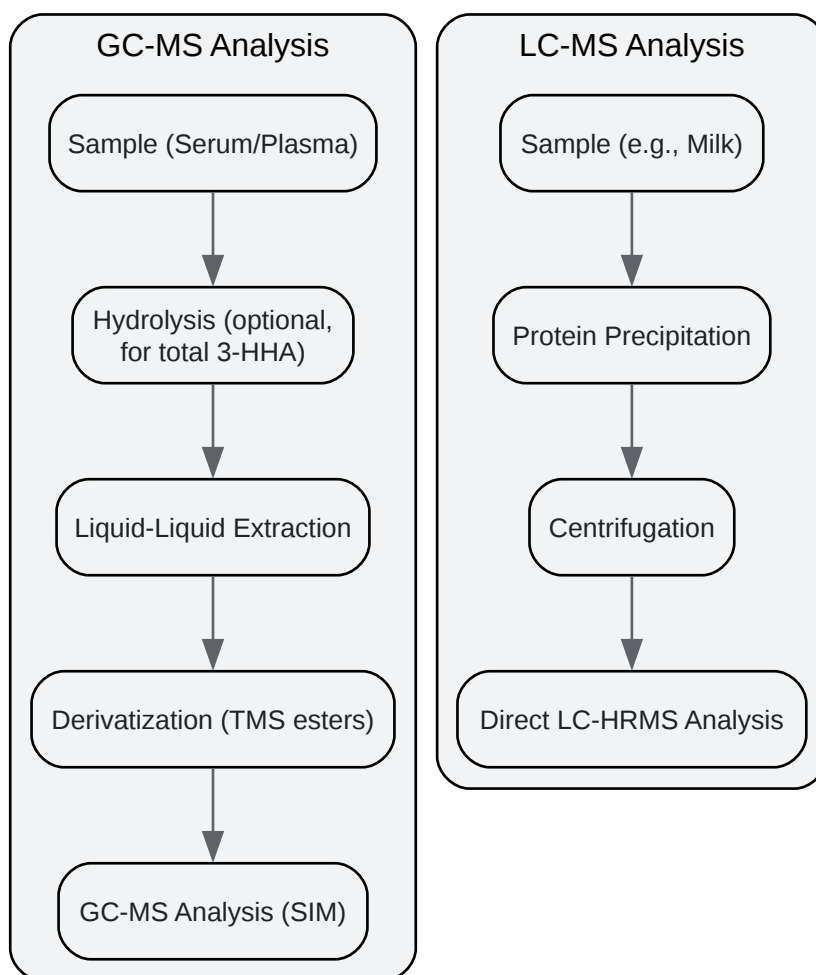 GC-MS Analysis
Sample (Serum/Plasma)
Hydrolysis (optional,
for total 3-HHA)
Liquid-Liquid Extraction
Derivatization (TMS esters)
GC-MS Analysis (SIM)
LC-MS Analysis
Sample (e.g., Milk)
Protein Precipitation
Centrifugation
Direct LC-HRMS Analysis